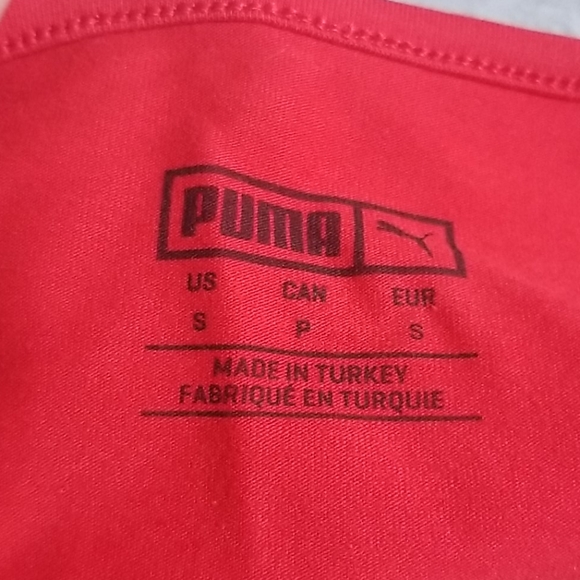 PUMA
US CAN EUR
S P S
MADE IN TURKEY
FABRIQUÉ EN TURQUIE